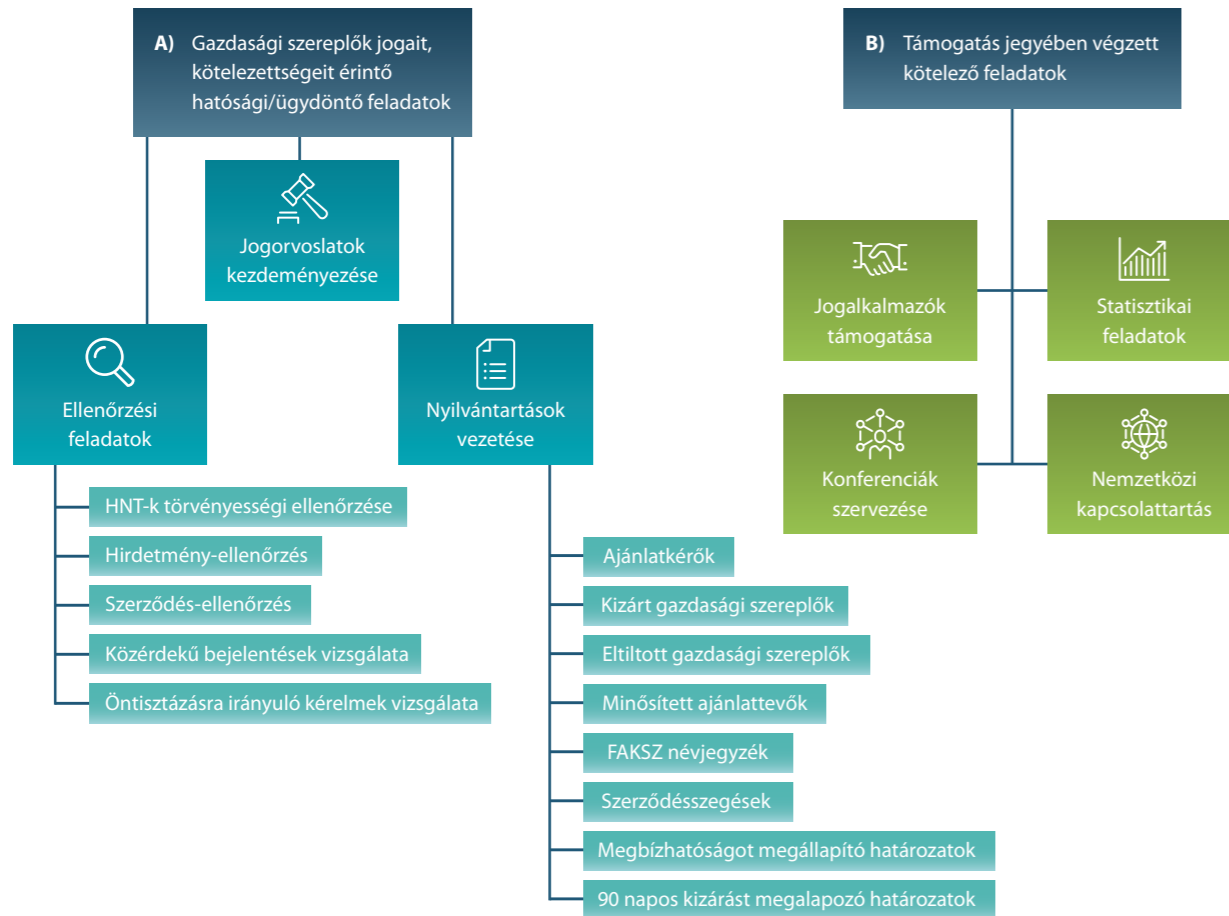 A) Gazdasági szereplők jogait,
kötelezettségeit érintő
hatósági/ügydöntő feladatok
Jogorvoslatok
kezdeményezése
Ellenőrzési
feladatok
HNT-k törvényességi ellenőrzése
Hirdetmény-ellenőrzés
Szerződés-ellenőrzés
Közérdekű bejelentések vizsgálata
Öntisztázásra irányuló kérelmek vizsgálata
Nyilvántartások
vezetése
Ajánlatkérők
Kizárt gazdasági szereplők
Eltiltott gazdasági szereplők
Minősített ajánlattevők
FAKSZ névjegyzék
Szerződésszegések
Megbízhatóságot megállapító határozatok
90 napos kizárást megalapozó határozatok
B) Támogatás jegyében végzett
kötelező feladatok
Jogalkalmazók
támogatása
Statisztikai
feladatok
Konferenciák
szervezése
Nemzetközi
kapcsolattartás